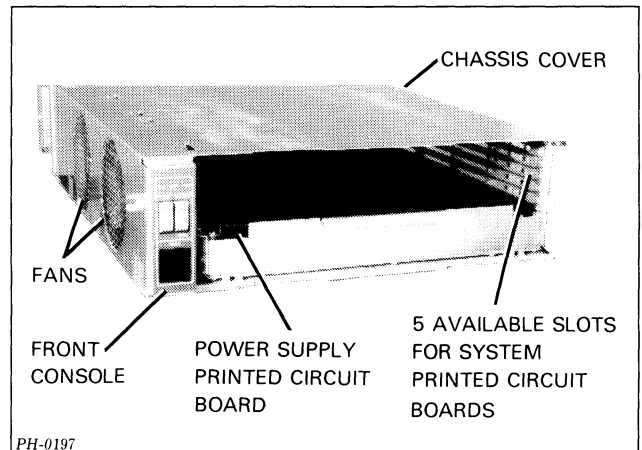 CHASSIS COVER
FANS
FRONT
CONSOLE
POWER SUPPLY
PRINTED CIRCUIT
BOARD
5 AVAILABLE SLOTS
FOR SYSTEM
PRINTED CIRCUIT
BOARDS
PH-0197